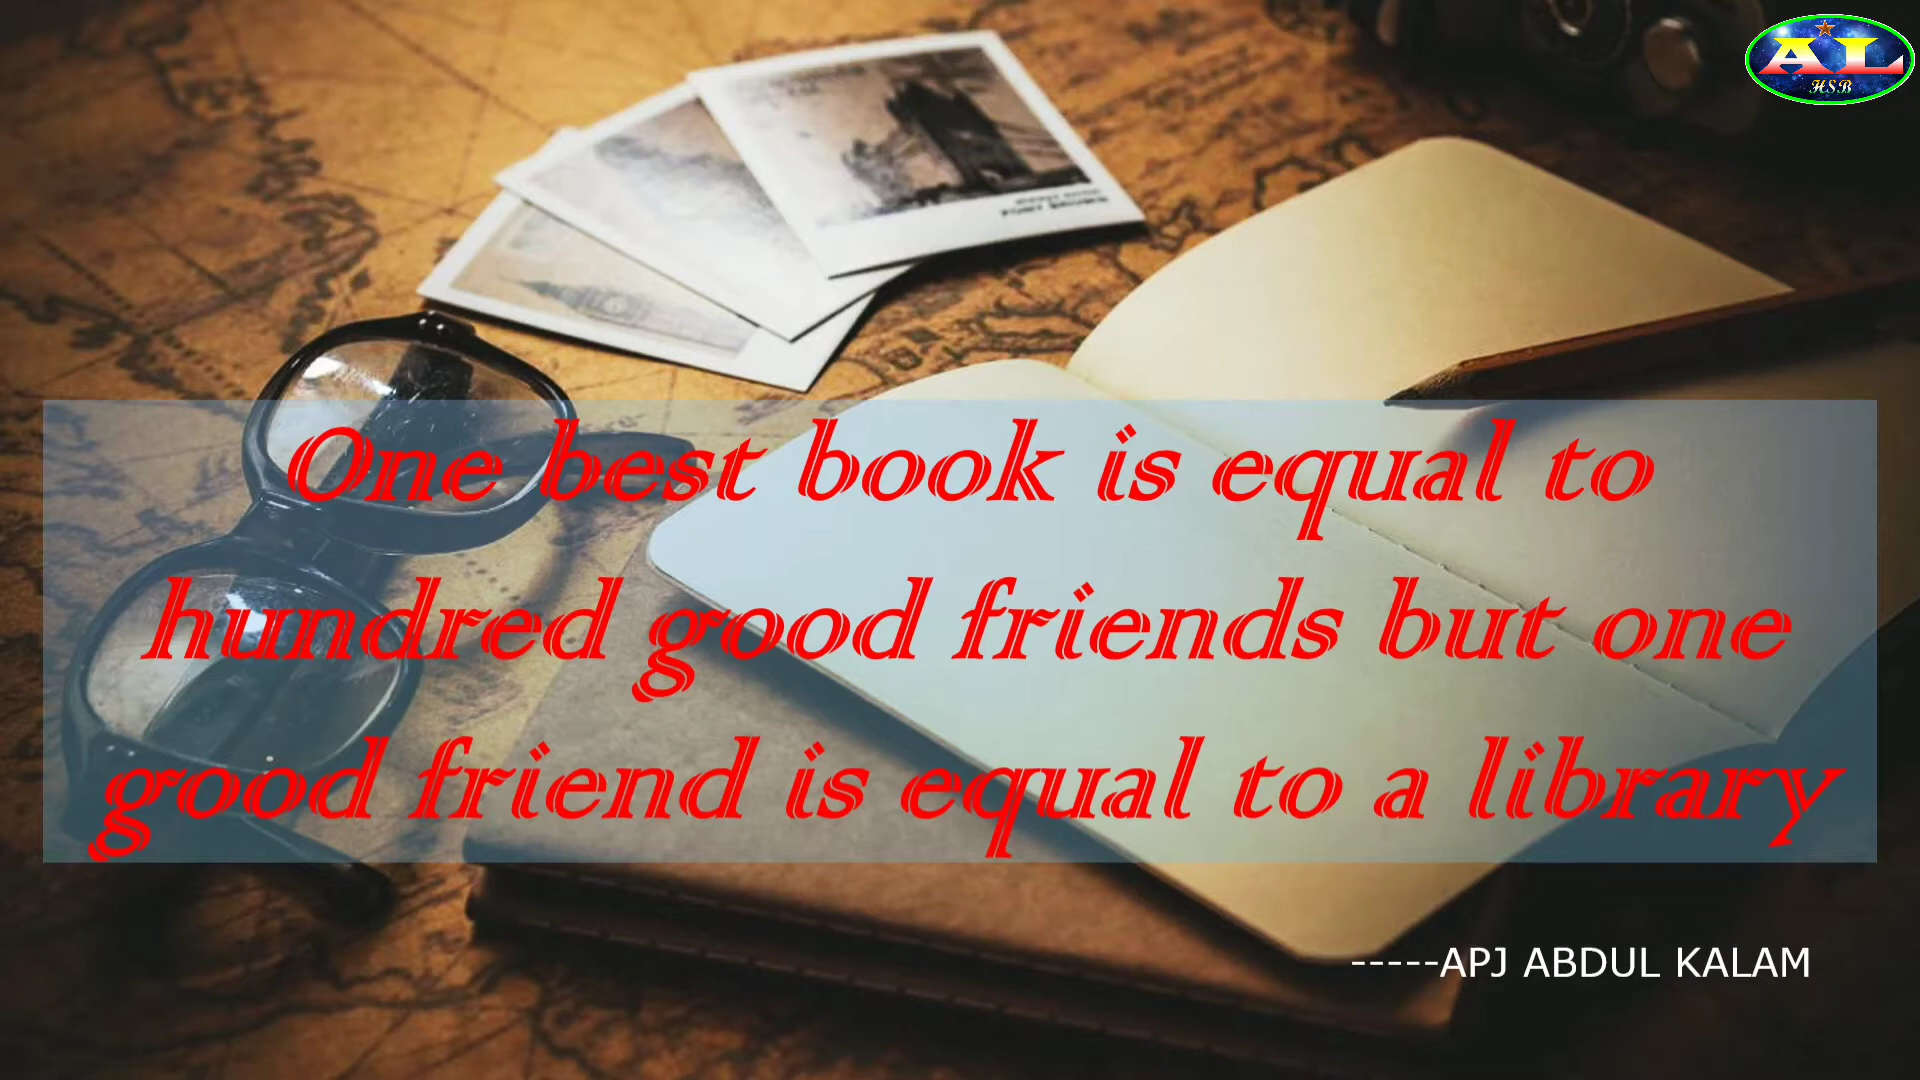 AL
HSB
One best book is equal to
hundred good friends but one
good friend is equal to a library
-----APJ ABDUL KALAM